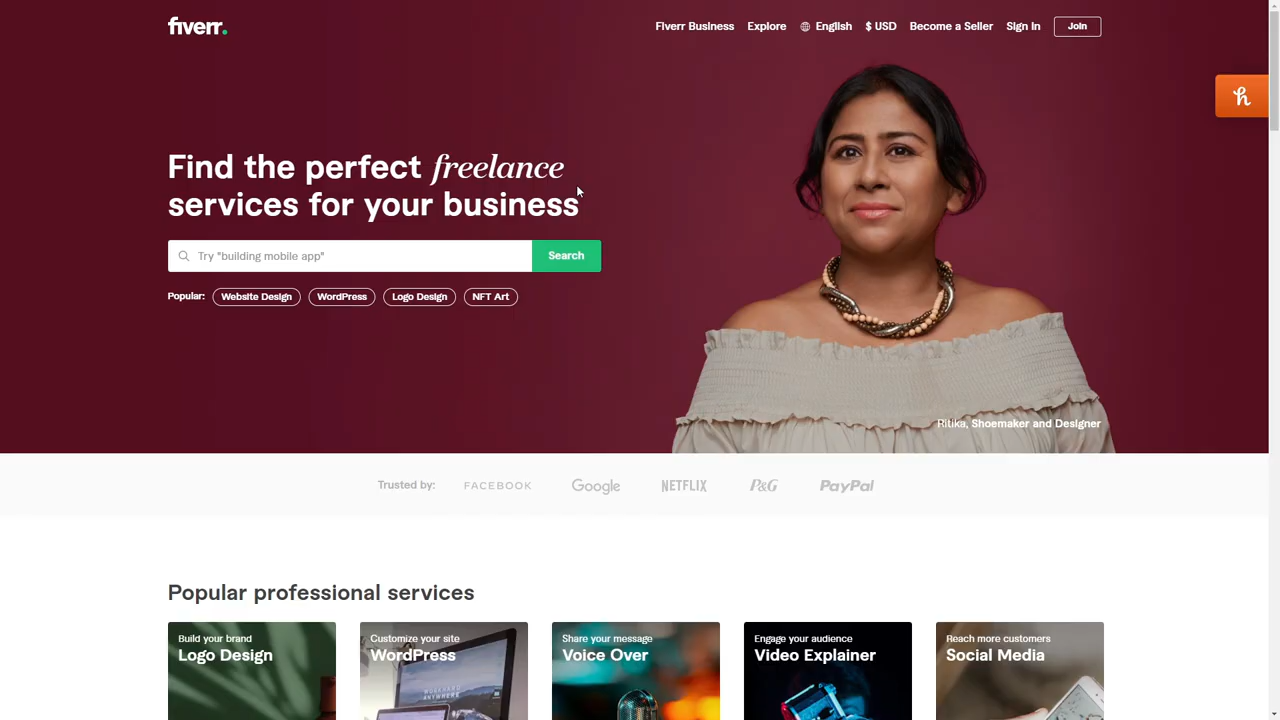 fiverr.
Fiverr Business Explore English $ USD Become a Seller Sign in Join
Find the perfect freelance
services for your business
Try "building mobile app" Search
Popular: Website Design WordPress Logo Design NFT Art
Ritika, Shoemaker and Designer
Trusted by: FACEBOOK Google NETFLIX P&G PayPal
Popular professional services
Build your brand
Logo Design
Customize your site
WordPress
WORKHARD
ANYWHERE
Share your message
Voice Over
Engage your audience
Video Explainer
Reach more customers
Social Media